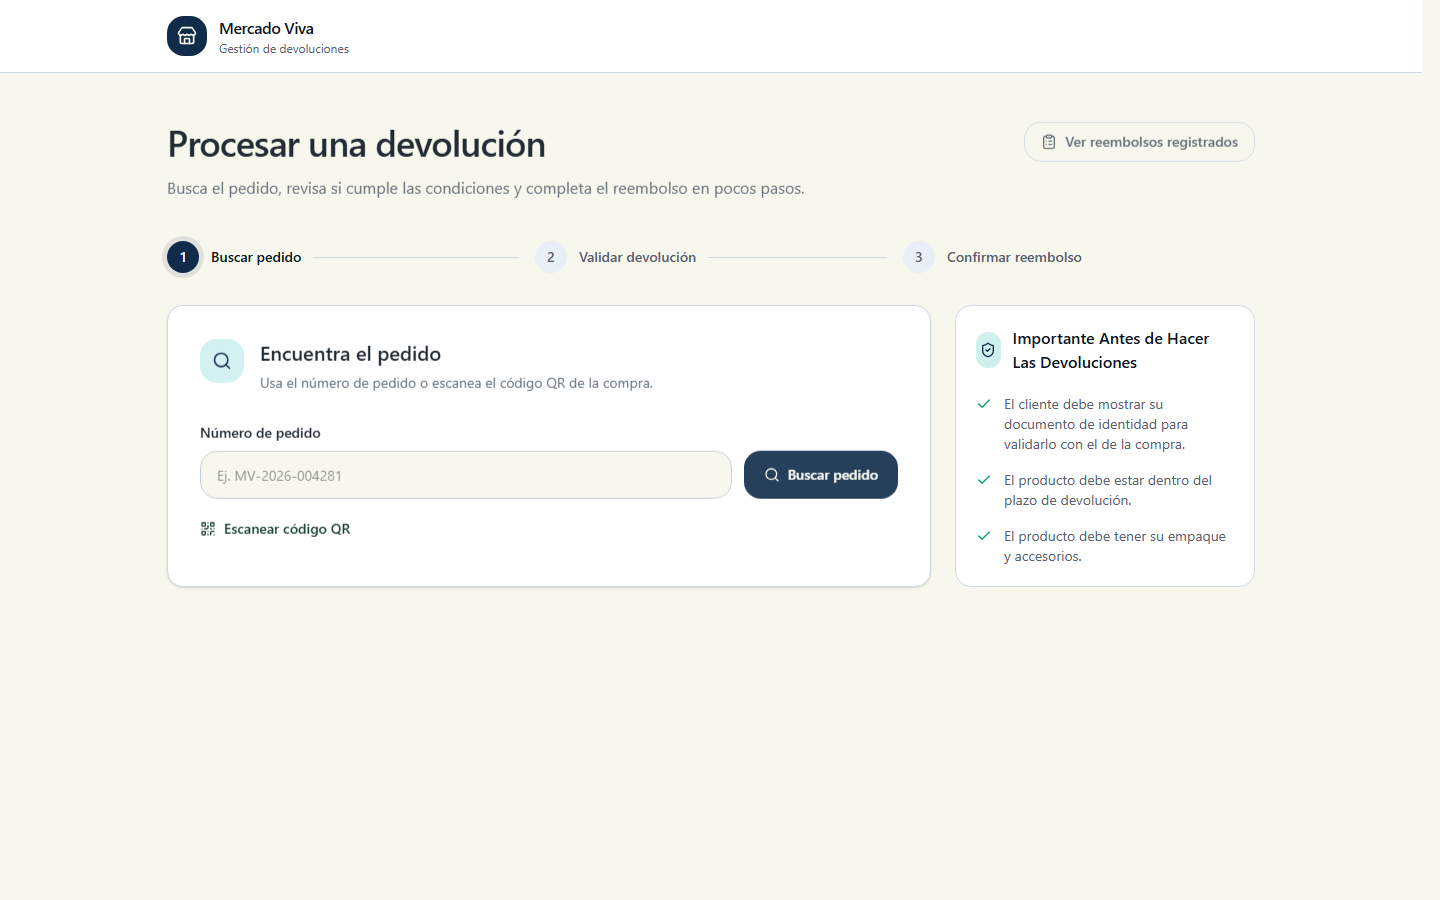 Mercado Viva
Gestión de devoluciones
Procesar una devolución
Ver reembolsos registrados
Busca el pedido, revisa si cumple las condiciones y completa el reembolso en pocos pasos.
1 Buscar pedido
2 Validar devolución
3 Confirmar reembolso
Encuentra el pedido
Usa el número de pedido o escanea el código QR de la compra.
Número de pedido
Ej. MV-2026-004281
Buscar pedido
Escanear código QR
Importante Antes de Hacer
Las Devoluciones
El cliente debe mostrar su
documento de identidad para
validarlo con el de la compra.
El producto debe estar dentro del
plazo de devolución.
El producto debe tener su empaque
y accesorios.